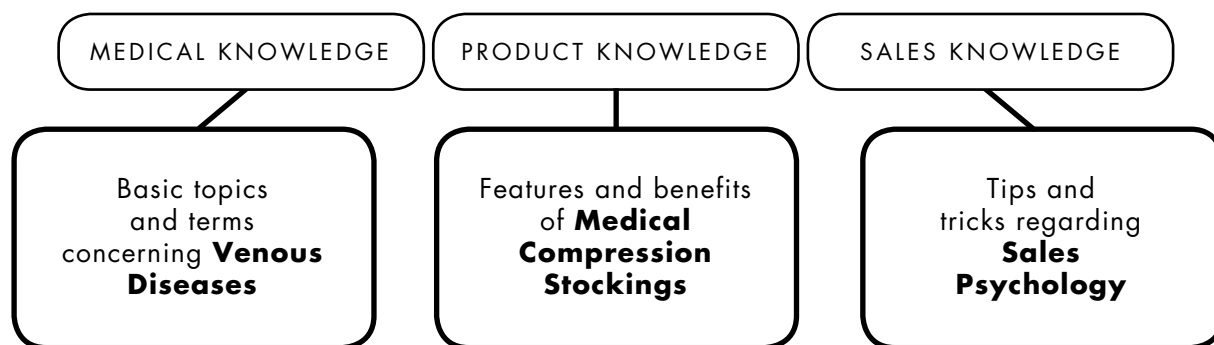 MEDICAL KNOWLEDGE
PRODUCT KNOWLEDGE
SALES KNOWLEDGE
Basic topics
and terms
concerning Venous
Diseases
Features and benefits
of Medical
Compression
Stockings
Tips and
tricks regarding
Sales
Psychology